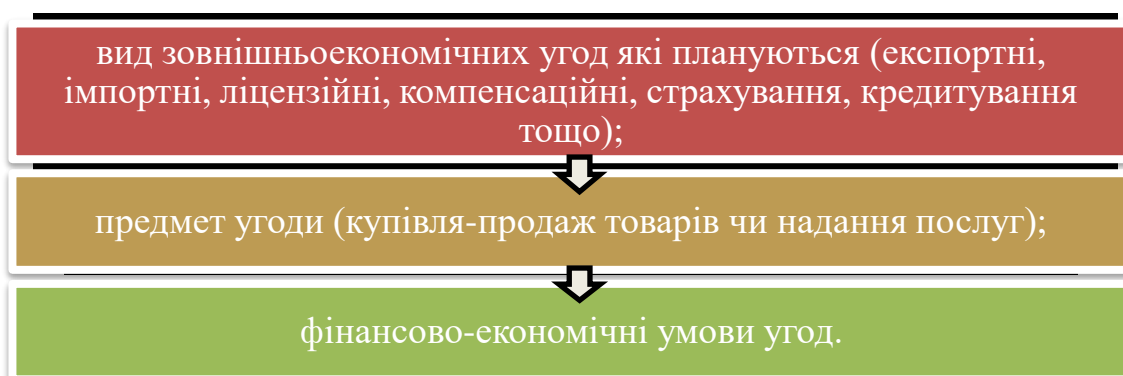 вид зовнішньоекономічних угод які плануються (експортні,
імпортні, ліцензійні, компенсаційні, страхування, кредитування
тощо);
предмет угоди (купівля-продаж товарів чи надання послуг);
фінансово-економічні умови угод.